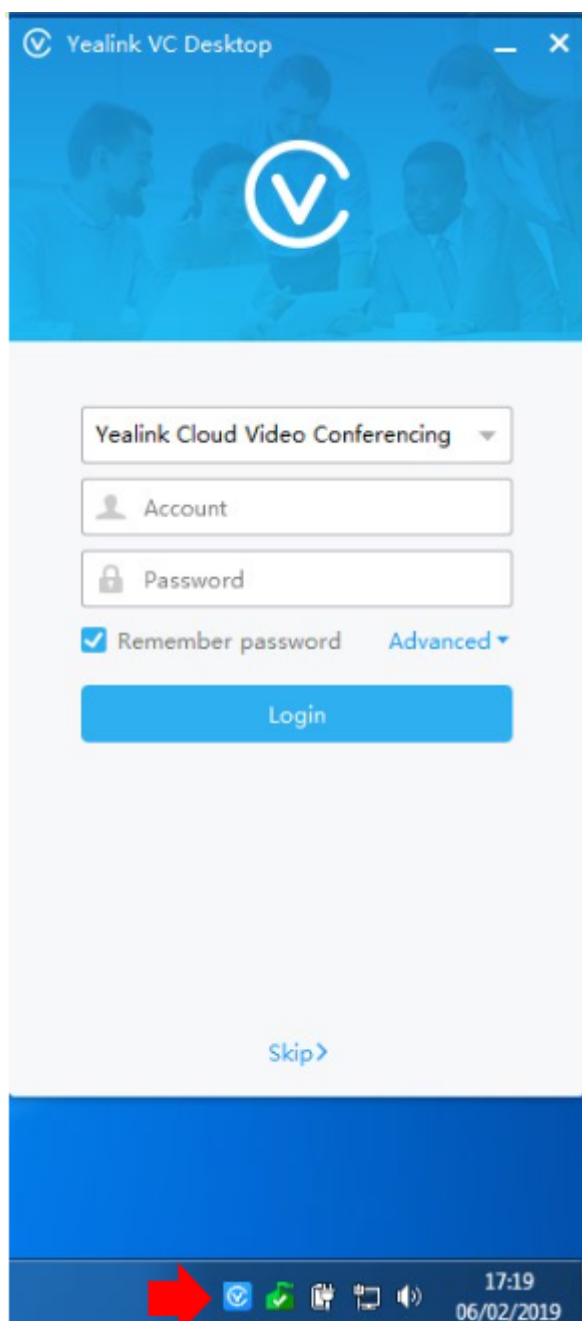 Yealink VC Desktop
Yealink Cloud Video Conferencing
Account
Password
Remember password Advanced
Login
Skip>
17:19
06/02/2019